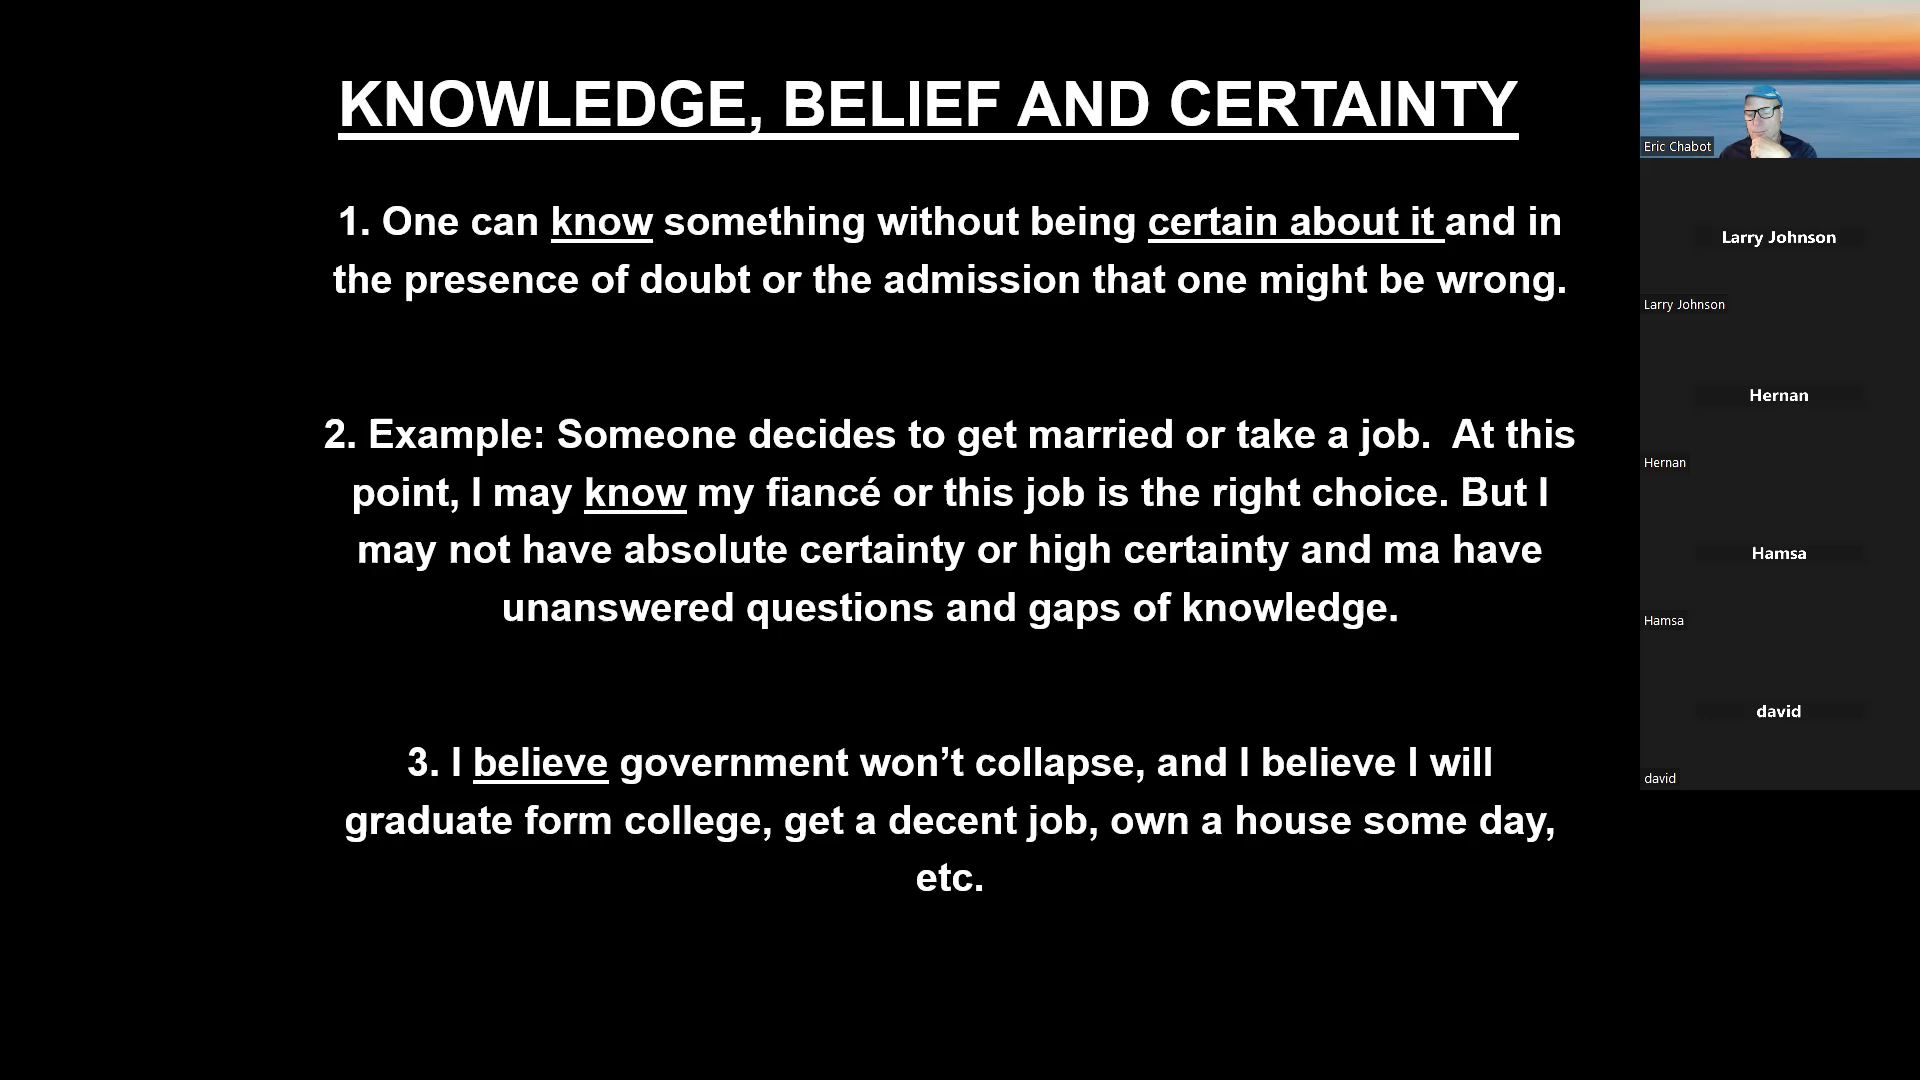 KNOWLEDGE, BELIEF AND CERTAINTY
1. One can know something without being certain about it and in
the presence of doubt or the admission that one might be wrong.
2. Example: Someone decides to get married or take a job.  At this
point, I may know my fiancé or this job is the right choice. But I
may not have absolute certainty or high certainty and ma have
unanswered questions and gaps of knowledge.
3. I believe government won’t collapse, and I believe I will
graduate form college, get a decent job, own a house some day,
etc.
Eric Chabot
Larry Johnson
Larry Johnson
Hernan
Hernan
Hamsa
Hamsa
david
david